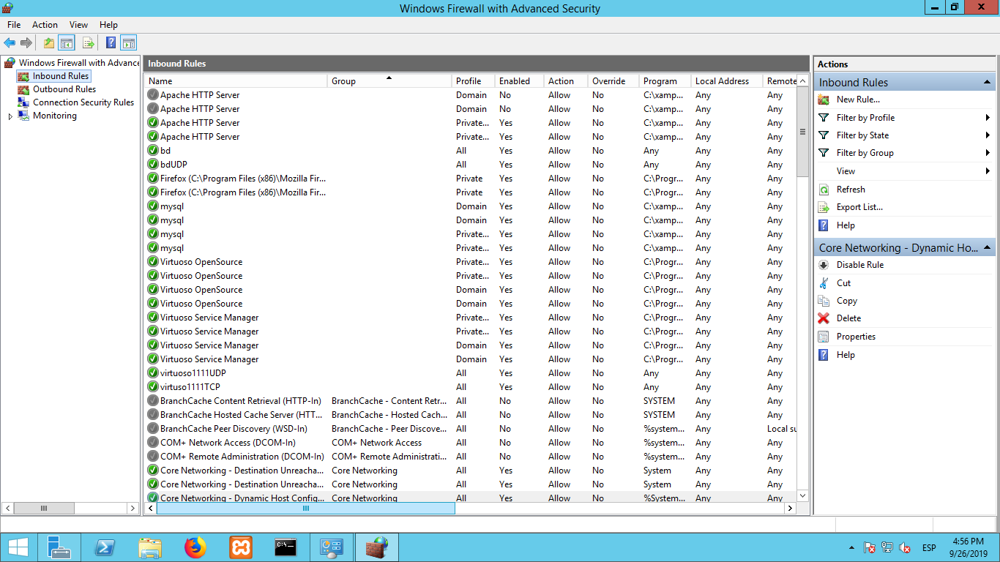 Windows Firewall with Advanced Security
File Action View Help
Windows Firewall with Advance
Inbound Rules
Outbound Rules
Connection Security Rules
Monitoring
Inbound Rules
Name Group Profile Enabled Action Override Program Local Address Remote
Apache HTTP Server Domain No Allow No C:\xamp... Any Any
Apache HTTP Server Domain No Allow No C:\xamp... Any Any
Apache HTTP Server Private... Yes Allow No C:\xamp... Any Any
Apache HTTP Server Private... Yes Allow No C:\xamp... Any Any
bd All Yes Allow No Any Any Any
bdUDP All Yes Allow No Any Any Any
Firefox (C:\Program Files (x86)\Mozilla Fir... Private Yes Allow No C:\Progr... Any Any
Firefox (C:\Program Files (x86)\Mozilla Fir... Private Yes Allow No C:\Progr... Any Any
mysql Domain Yes Allow No C:\xamp... Any Any
mysql Domain Yes Allow No C:\xamp... Any Any
mysql Private... Yes Allow No C:\xamp... Any Any
mysql Private... Yes Allow No C:\xamp... Any Any
Virtuoso OpenSource Private... Yes Allow No C:\Progr... Any Any
Virtuoso OpenSource Private... Yes Allow No C:\Progr... Any Any
Virtuoso OpenSource Domain Yes Allow No C:\Progr... Any Any
Virtuoso OpenSource Domain Yes Allow No C:\Progr... Any Any
Virtuoso Service Manager Private... Yes Allow No C:\Progr... Any Any
Virtuoso Service Manager Private... Yes Allow No C:\Progr... Any Any
Virtuoso Service Manager Domain Yes Allow No C:\Progr... Any Any
Virtuoso Service Manager Domain Yes Allow No C:\Progr... Any Any
virtuoso1111UDP All Yes Allow No Any Any Any
virtuso1111TCP All Yes Allow No Any Any Any
BranchCache Content Retrieval (HTTP-In) BranchCache - Content Retr... All No Allow No SYSTEM Any Any
BranchCache Hosted Cache Server (HTT... BranchCache - Hosted Cach... All No Allow No SYSTEM Any Any
BranchCache Peer Discovery (WSD-In) BranchCache - Peer Discove... All No Allow No %system... Any Local su
COM+ Network Access (DCOM-In) COM+ Network Access All No Allow No %system... Any Any
COM+ Remote Administration (DCOM-In) COM+ Remote Administrati... All No Allow No %system... Any Any
Core Networking - Destination Unreacha... Core Networking All Yes Allow No System Any Any
Core Networking - Destination Unreacha... Core Networking All Yes Allow No System Any Any
Core Networking - Dynamic Host Config... Core Networking All Yes Allow No %System... Any Any
Actions
Inbound Rules
New Rule...
Filter by Profile
Filter by State
Filter by Group
View
Refresh
Export List...
Help
Core Networking - Dynamic Ho...
Disable Rule
Cut
Copy
Delete
Properties
Help
ESP
4:56 PM
9/26/2019